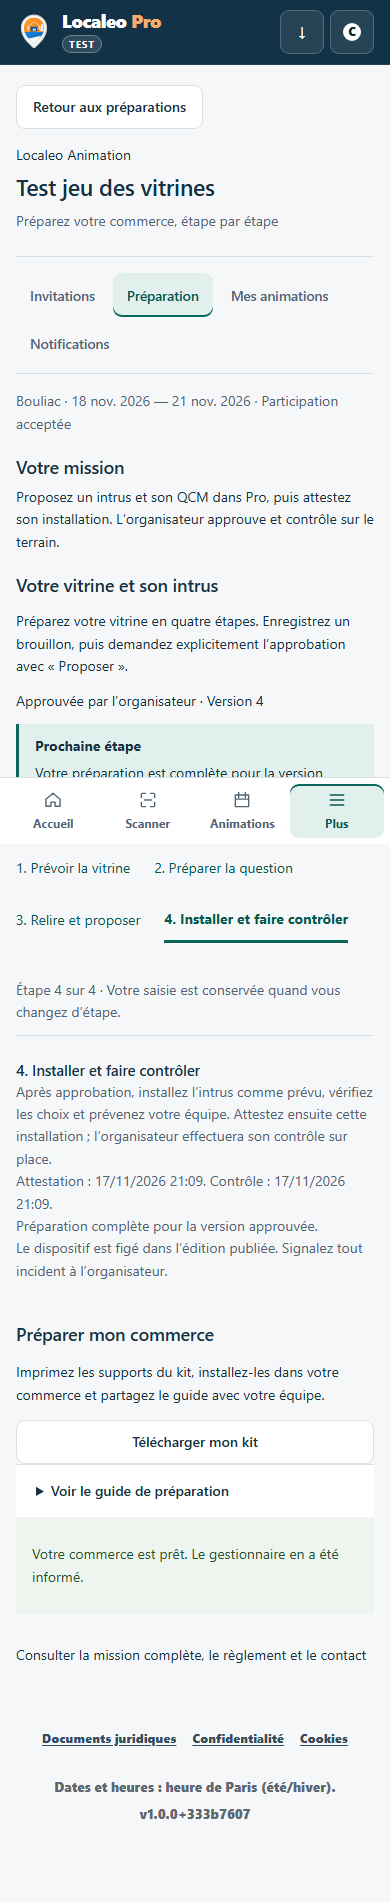 Localeo Pro
TEST
↓
C
Retour aux préparations
Localeo Animation
Test jeu des vitrines
Préparez votre commerce, étape par étape
Invitations
Préparation
Mes animations
Notifications
Bouliac · 18 nov. 2026 — 21 nov. 2026 · Participation
acceptée
Votre mission
Proposez un intrus et son QCM dans Pro, puis attestez
son installation. L’organisateur approuve et contrôle sur le
terrain.
Votre vitrine et son intrus
Préparez votre vitrine en quatre étapes. Enregistrez un
brouillon, puis demandez explicitement l’approbation
avec « Proposer ».
Approuvée par l’organisateur · Version 4
Prochaine étape
Votre préparation est complète pour la version
Accueil
Scanner
Animations
Plus
1. Prévoir la vitrine
2. Préparer la question
3. Relire et proposer
4. Installer et faire contrôler
Étape 4 sur 4 · Votre saisie est conservée quand vous
changez d’étape.
4. Installer et faire contrôler
Après approbation, installez l’intrus comme prévu, vérifiez
les choix et prévenez votre équipe. Attestez ensuite cette
installation ; l’organisateur effectuera son contrôle sur
place.
Attestation : 17/11/2026 21:09. Contrôle : 17/11/2026
21:09.
Préparation complète pour la version approuvée.
Le dispositif est figé dans l’édition publiée. Signalez tout
incident à l’organisateur.
Préparer mon commerce
Imprimez les supports du kit, installez-les dans votre
commerce et partagez le guide avec votre équipe.
Télécharger mon kit
▶ Voir le guide de préparation
Votre commerce est prêt. Le gestionnaire en a été
informé.
Consulter la mission complète, le règlement et le contact
Documents juridiques
Confidentialité
Cookies
Dates et heures : heure de Paris (été/hiver).
v1.0.0+333b7607